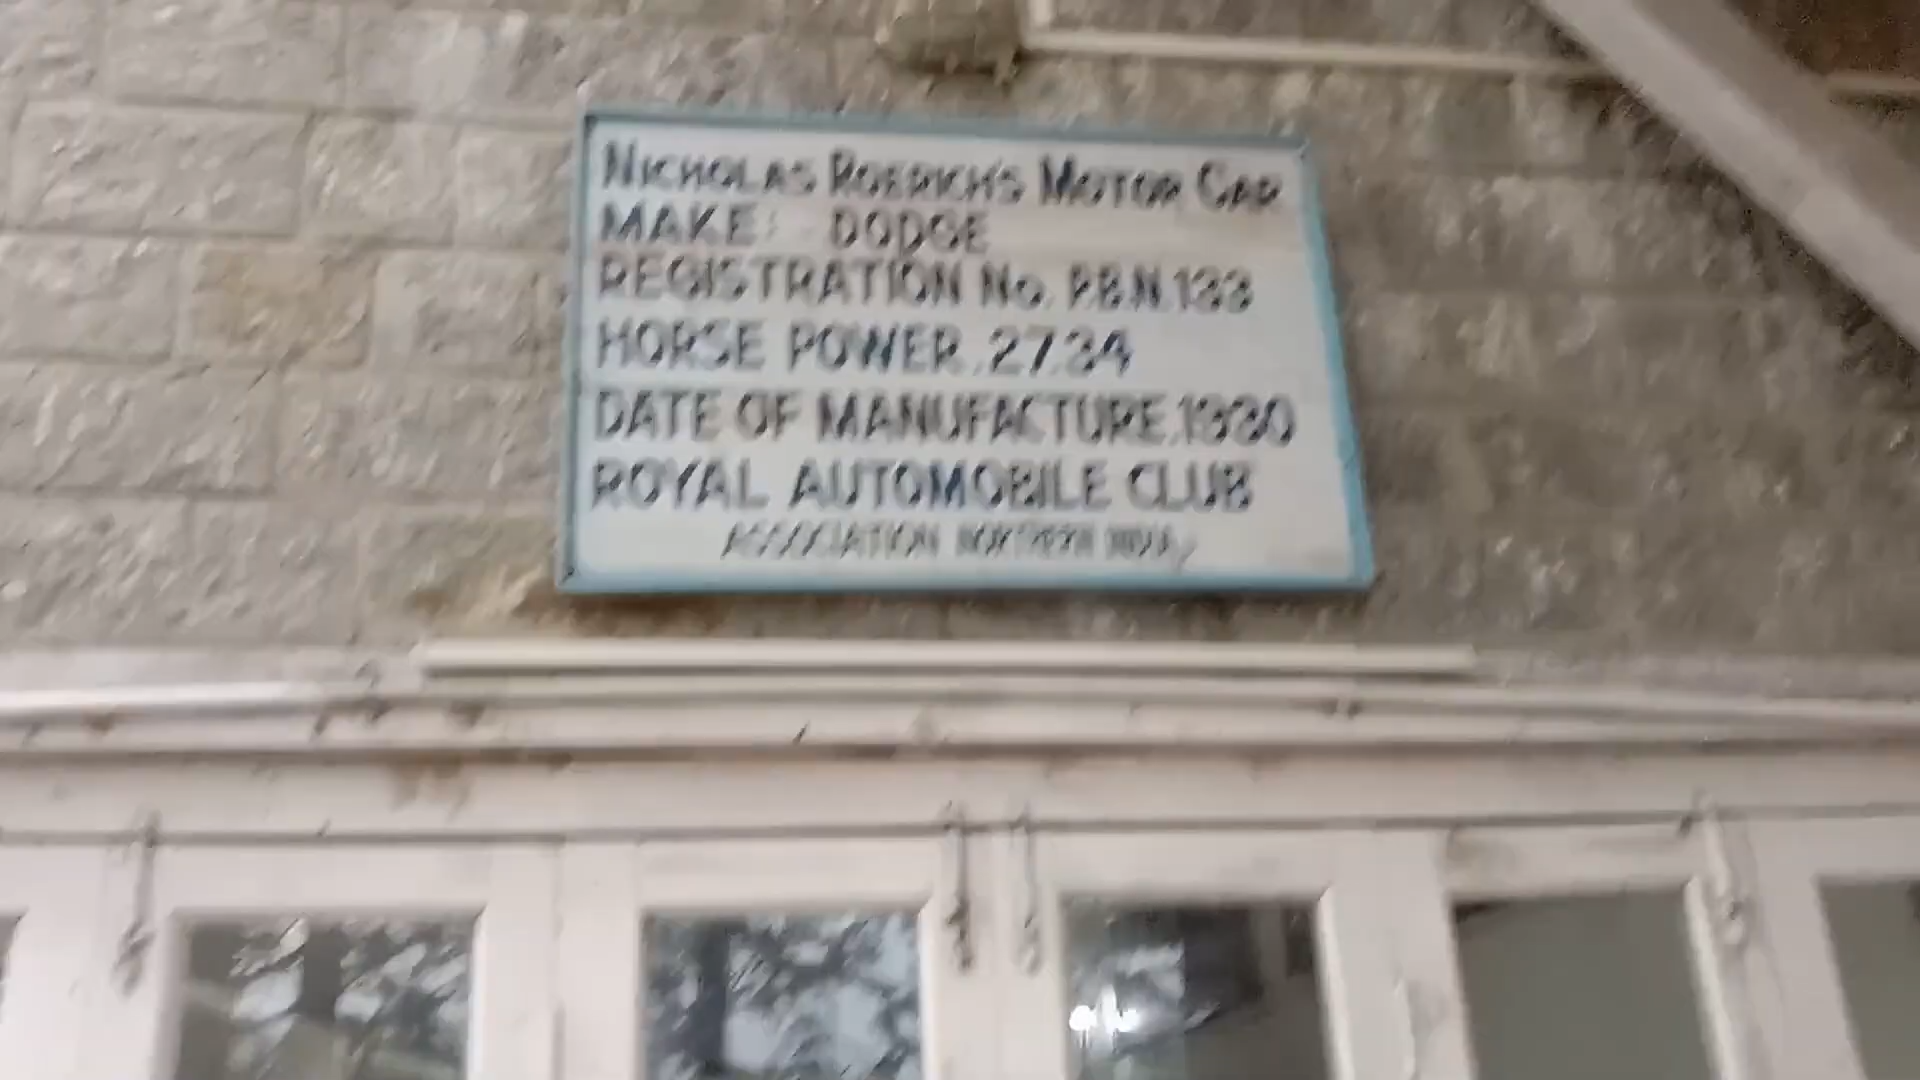 NICHOLAS ROERICH'S MOTOR CAR
MAKE: DODGE
REGISTRATION No. P.B.N.133
HORSE POWER. 27.34
DATE OF MANUFACTURE.1930
ROYAL AUTOMOBILE CLUB
ASSOCIATION NORTHERN INDIA